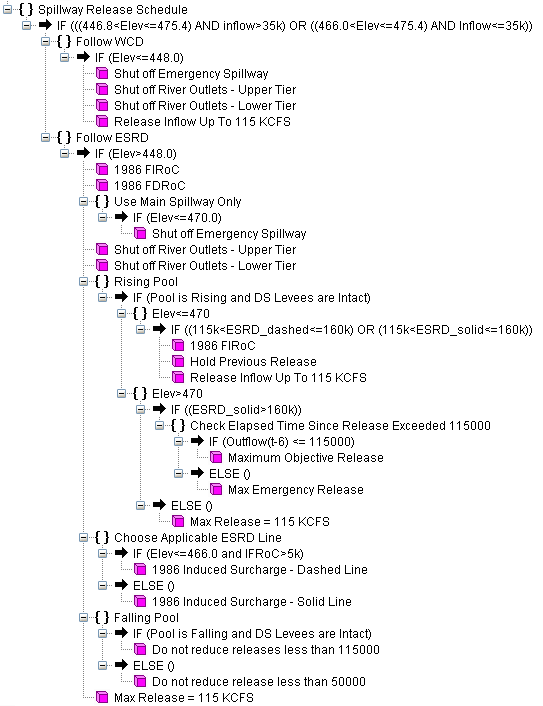 { } Spillway Release Schedule
IF (((446.8<Elev<=475.4) AND inflow>35k) OR ((466.0<Elev<=475.4) AND Inflow<=35k))
{ } Follow WCD
IF (Elev<=448.0)
Shut off Emergency Spillway
Shut off River Outlets - Upper Tier
Shut off River Outlets - Lower Tier
Release Inflow Up To 115 KCFS
{ } Follow ESRD
IF (Elev>448.0)
1986 FIRoC
1986 FDRoC
{ } Use Main Spillway Only
IF (Elev<=470.0)
Shut off Emergency Spillway
Shut off River Outlets - Upper Tier
Shut off River Outlets - Lower Tier
{ } Rising Pool
IF (Pool is Rising and DS Levees are Intact)
{ } Elev<=470
IF ((115k<ESRD_dashed<=160k) OR (115k<ESRD_solid<=160k))
1986 FIRoC
Hold Previous Release
Release Inflow Up To 115 KCFS
{ } Elev>470
IF ((ESRD_solid>160k))
{ } Check Elapsed Time Since Release Exceeded 115000
IF (Outflow(t-6) <= 115000)
Maximum Objective Release
ELSE ()
Max Emergency Release
ELSE ()
Max Release = 115 KCFS
{ } Choose Applicable ESRD Line
IF (Elev<=466.0 and IFRoC>5k)
1986 Induced Surcharge - Dashed Line
ELSE ()
1986 Induced Surcharge - Solid Line
{ } Falling Pool
IF (Pool is Falling and DS Levees are Intact)
Do not reduce releases less than 115000
ELSE ()
Do not reduce release less than 50000
Max Release = 115 KCFS